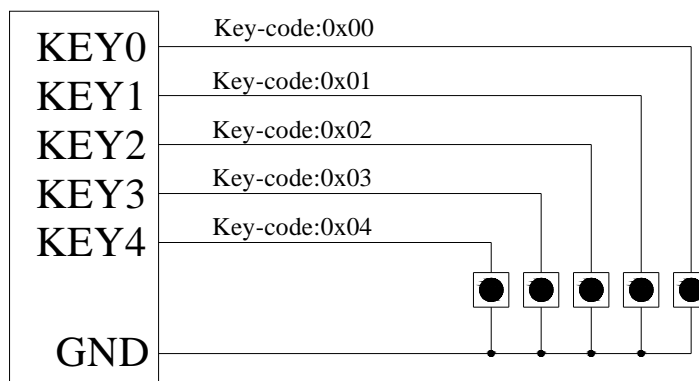 KEY0 Key-code:0x00
KEY1 Key-code:0x01
KEY2 Key-code:0x02
KEY3 Key-code:0x03
KEY4 Key-code:0x04
GND